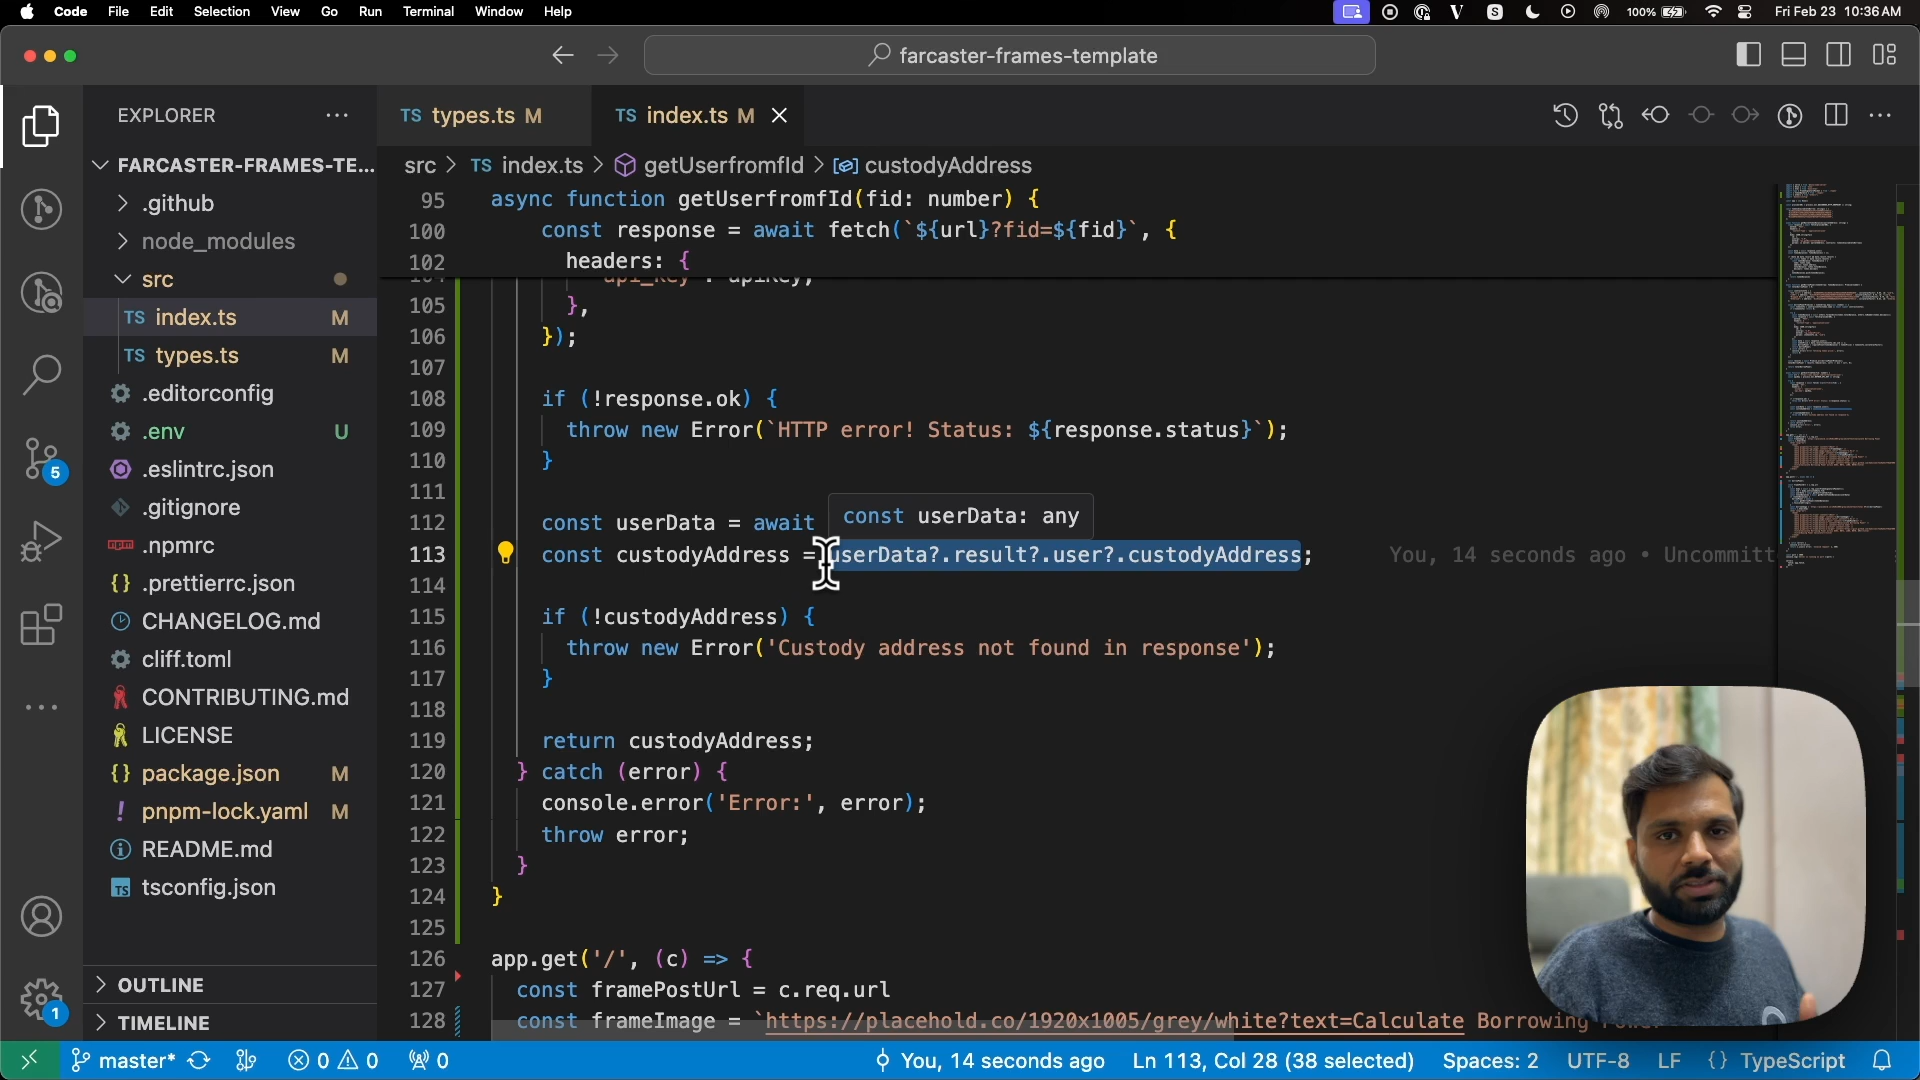 Code File Edit Selection View Go Run Terminal Window Help
100% Fri Feb 23 10:36 AM
farcaster-frames-template
EXPLORER
FARCASTER-FRAMES-TE...
.github
node_modules
src
TS index.ts M
TS types.ts M
.editorconfig
.env U
.eslintrc.json
.gitignore
.npmrc
.prettierrc.json
CHANGELOG.md
cliff.toml
CONTRIBUTING.md
LICENSE
package.json M
pnpm-lock.yaml M
README.md
TS tsconfig.json
OUTLINE
TIMELINE
5
1
TS types.ts M
TS index.ts M
src > TS index.ts > getUserfromfId > custodyAddress
95 async function getUserfromfId(fid: number) {
100 const response = await fetch(`${url}?fid=${fid}`, {
102 headers: {
104 api_key : apiKey,
105 },
106 });
107
108 if (!response.ok) {
109 throw new Error(`HTTP error! Status: ${response.status}`);
110 }
111
112 const userData = await
const userData: any
113 const custodyAddress = userData?.result?.user?.custodyAddress; You, 14 seconds ago • Uncommitt
114
115 if (!custodyAddress) {
116 throw new Error('Custody address not found in response');
117 }
118
119 return custodyAddress;
120 } catch (error) {
121 console.error('Error:', error);
122 throw error;
123 }
124 }
125
126 app.get('/', (c) => {
127 const framePostUrl = c.req.url
128 const frameImage = `https://placehold.co/1920x1005/grey/white?text=Calculate Borrowing
master* 0 0 0 You, 14 seconds ago Ln 113, Col 28 (38 selected) Spaces: 2 UTF-8 LF {} TypeScript